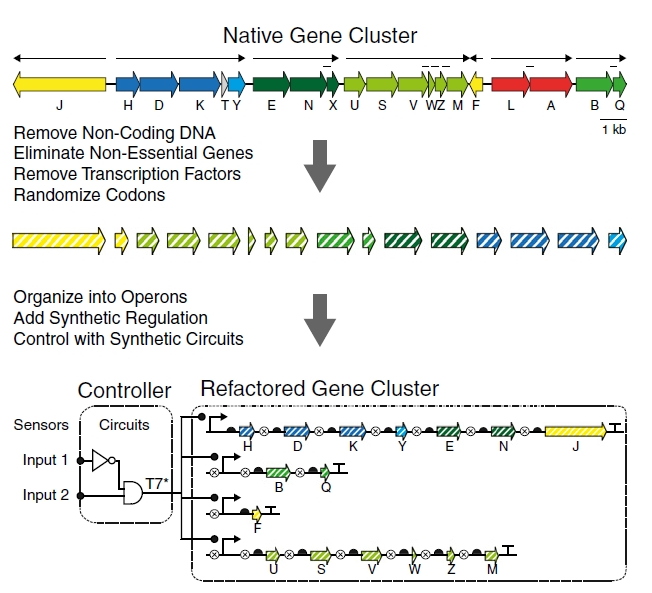 Native Gene Cluster
J H D K T Y E N X U S V W Z M F L A B Q
1 kb
Remove Non-Coding DNA
Eliminate Non-Essential Genes
Remove Transcription Factors
Randomize Codons
Organize into Operons
Add Synthetic Regulation
Control with Synthetic Circuits
Controller
Refactored Gene Cluster
Sensors
Circuits
Input 1
Input 2
T7*
H D K Y E N J
B Q
F
U S V W Z M